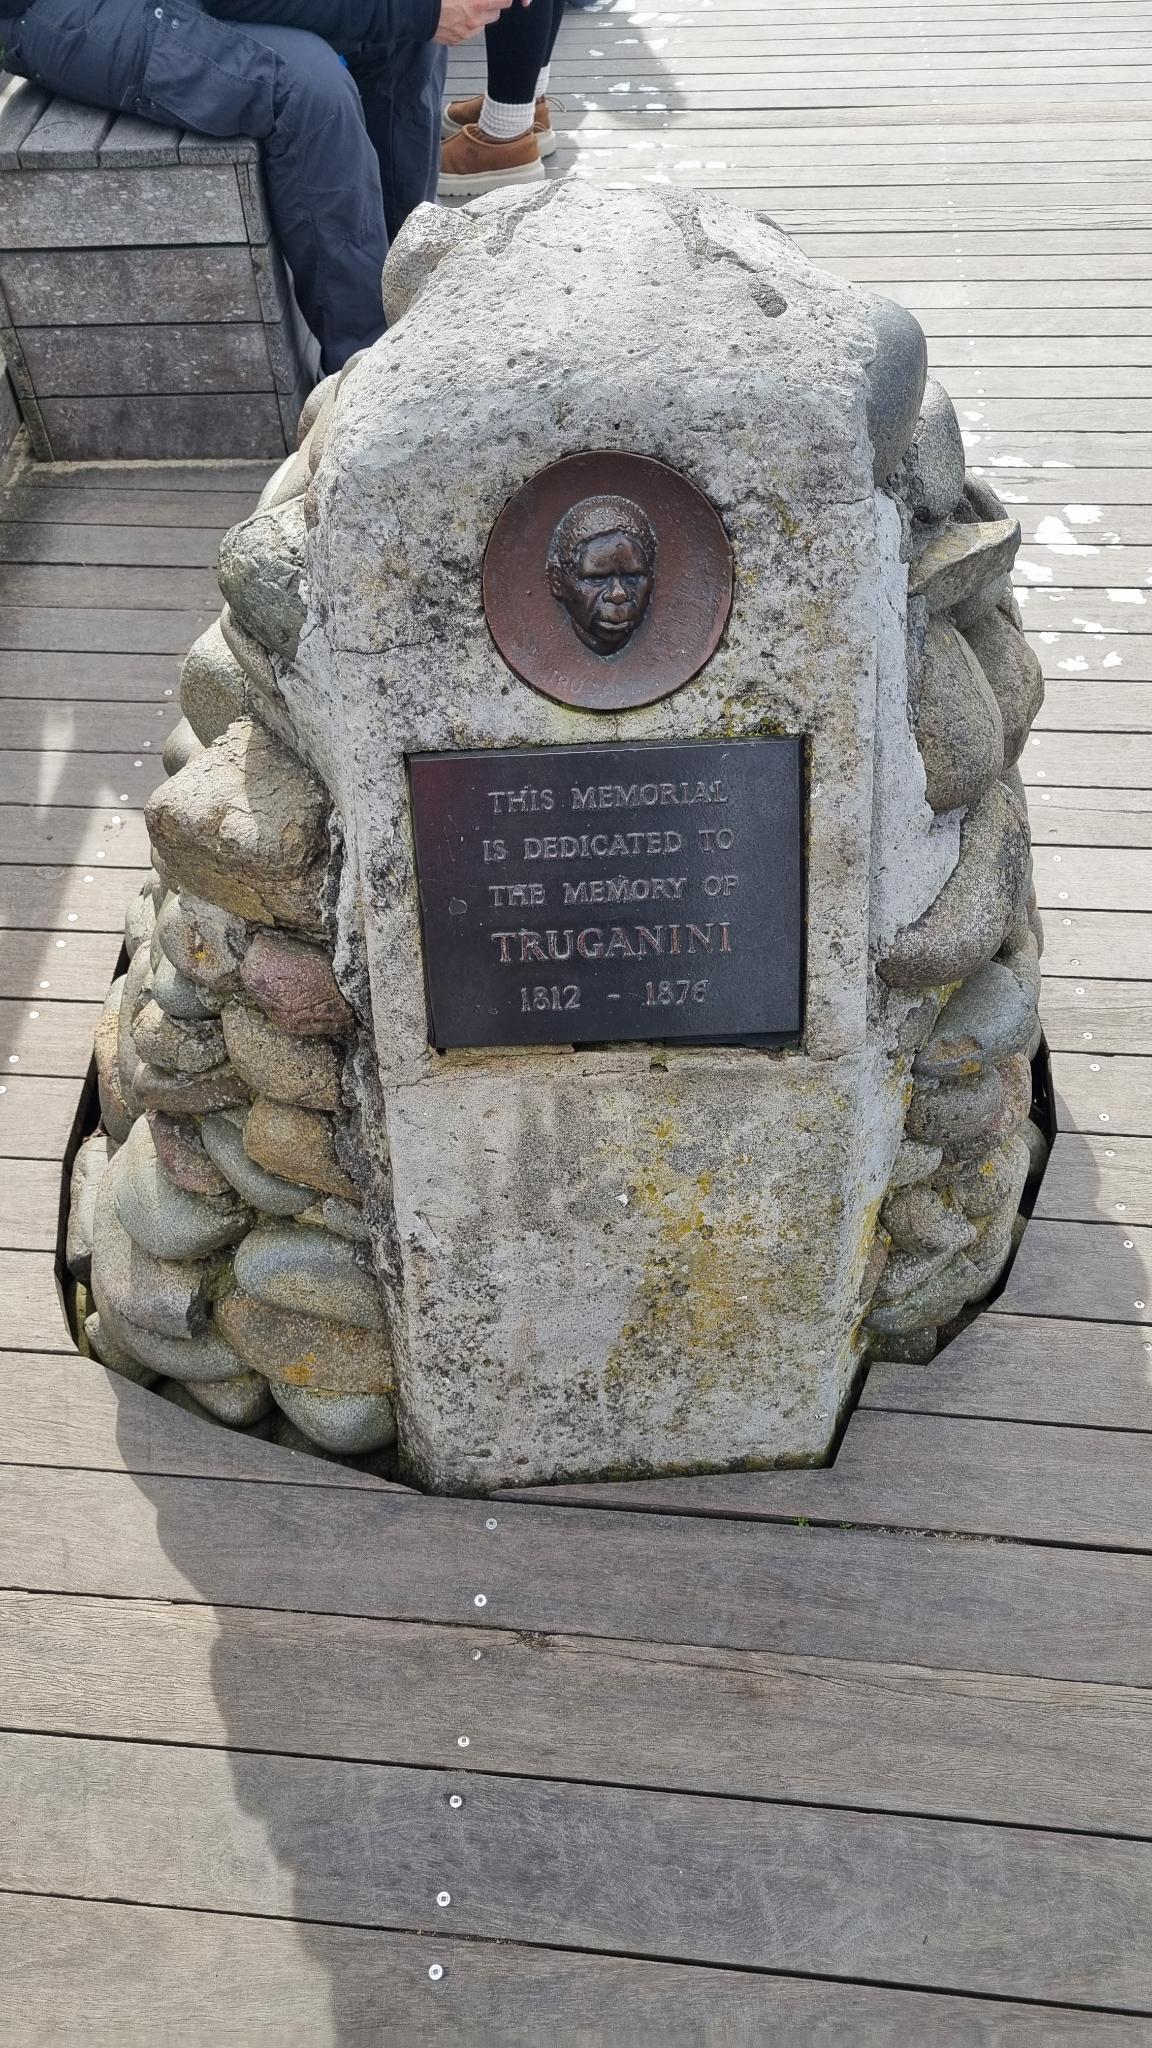 THIS MEMORIAL
IS DEDICATED TO
THE MEMORY OF
TRUGANINI
1812 - 1876